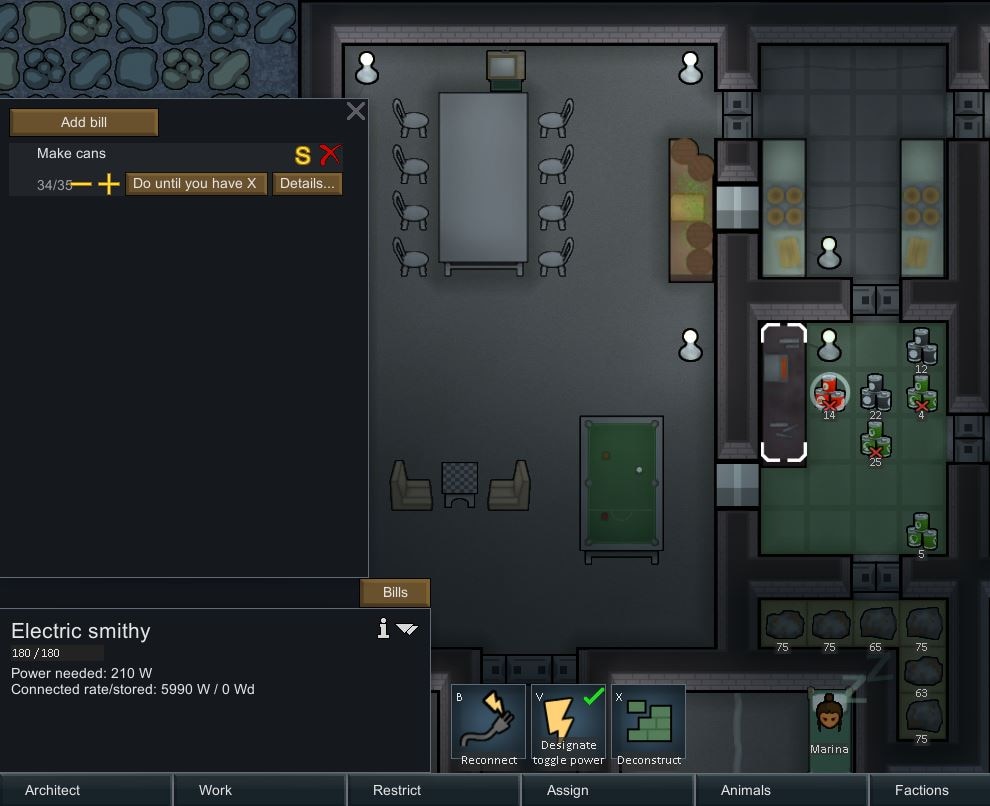 Add bill
Make cans
S
34/35
Do until you have X
Details...
12
14
22
4
25
5
Bills
Electric smithy
180 / 180
Power needed: 210 W
Connected rate/stored: 5990 W / 0 Wd
75
75
65
75
63
75
Z
Z
Marina
B
Reconnect
V
Designate
toggle power
X
Deconstruct
Architect
Work
Restrict
Assign
Animals
Factions